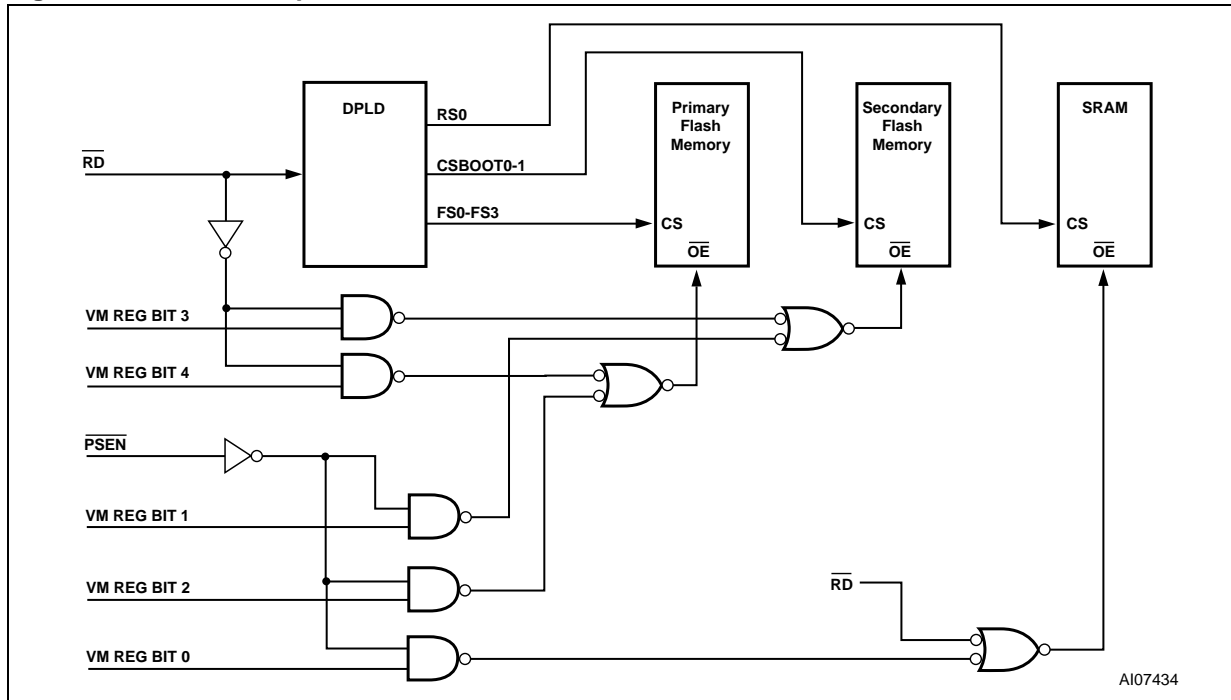 DPLD
RS0
CSBOOT0-1
FS0-FS3
Primary
Flash
Memory
CS
OE
Secondary
Flash
Memory
CS
OE
SRAM
CS
OE
RD
VM REG BIT 3
VM REG BIT 4
PSEN
VM REG BIT 1
VM REG BIT 2
VM REG BIT 0
RD
AI07434